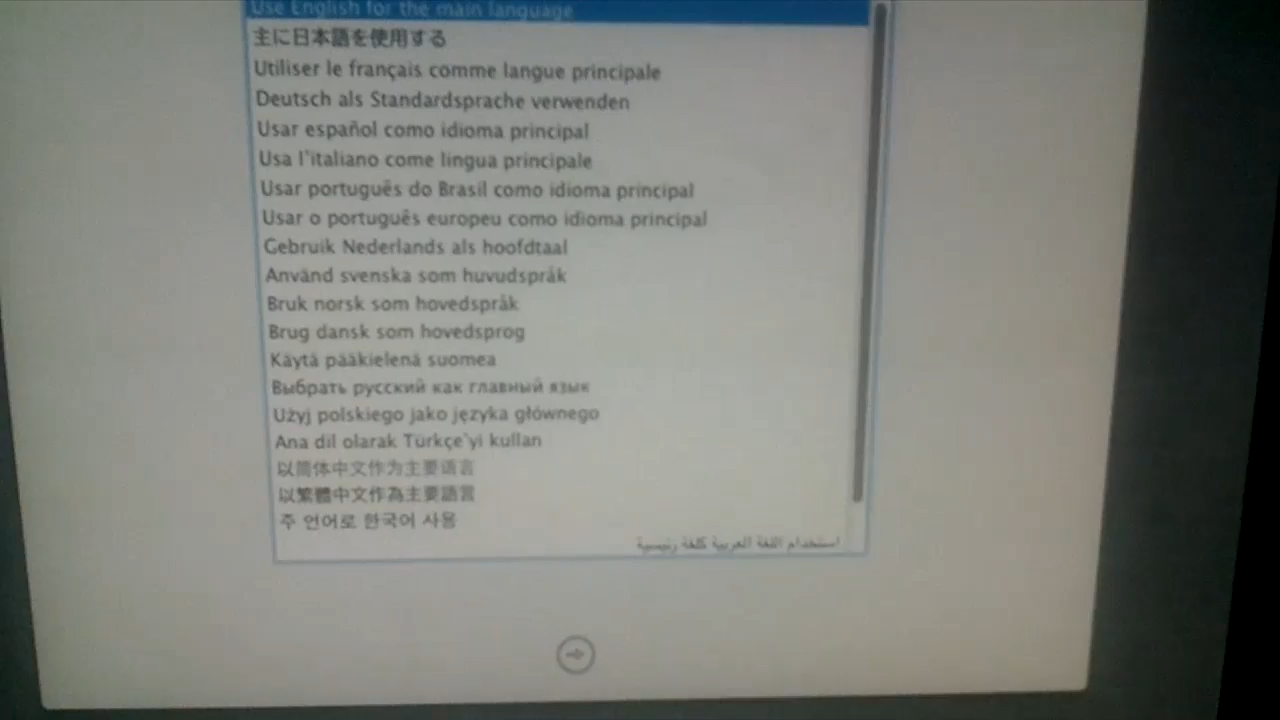 Use English for the main language
主に日本語を使用する
Utiliser le français comme langue principale
Deutsch als Standardsprache verwenden
Usar español como idioma principal
Usa l'italiano come lingua principale
Usar português do Brasil como idioma principal
Usar o português europeu como idioma principal
Gebruik Nederlands als hoofdtaal
Använd svenska som huvudspråk
Bruk norsk som hovedspråk
Brug dansk som hovedsprog
Käytä pääkielenä suomea
Выбрать русский как главный язык
Użyj polskiego jako języka głównego
Ana dil olarak Türkçe'yi kullan
以简体中文作为主要语言
以繁體中文作為主要語言
주 언어로 한국어 사용
استخدام اللغة العربية كلغة رئيسية